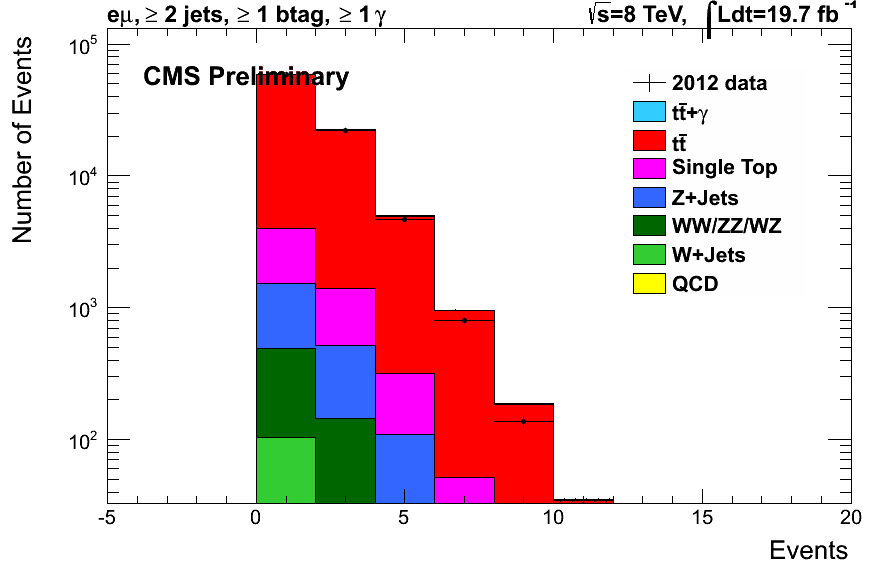 eμ, ≥ 2 jets, ≥ 1 btag, ≥ 1 γ
√s=8 TeV, ∫Ldt=19.7 fb⁻¹
CMS Preliminary
Number of Events
10⁵
10⁴
10³
10²
2012 data
tt̄+γ
tt̄
Single Top
Z+Jets
WW/ZZ/WZ
W+Jets
QCD
-5 0 5 10 15 20
Events